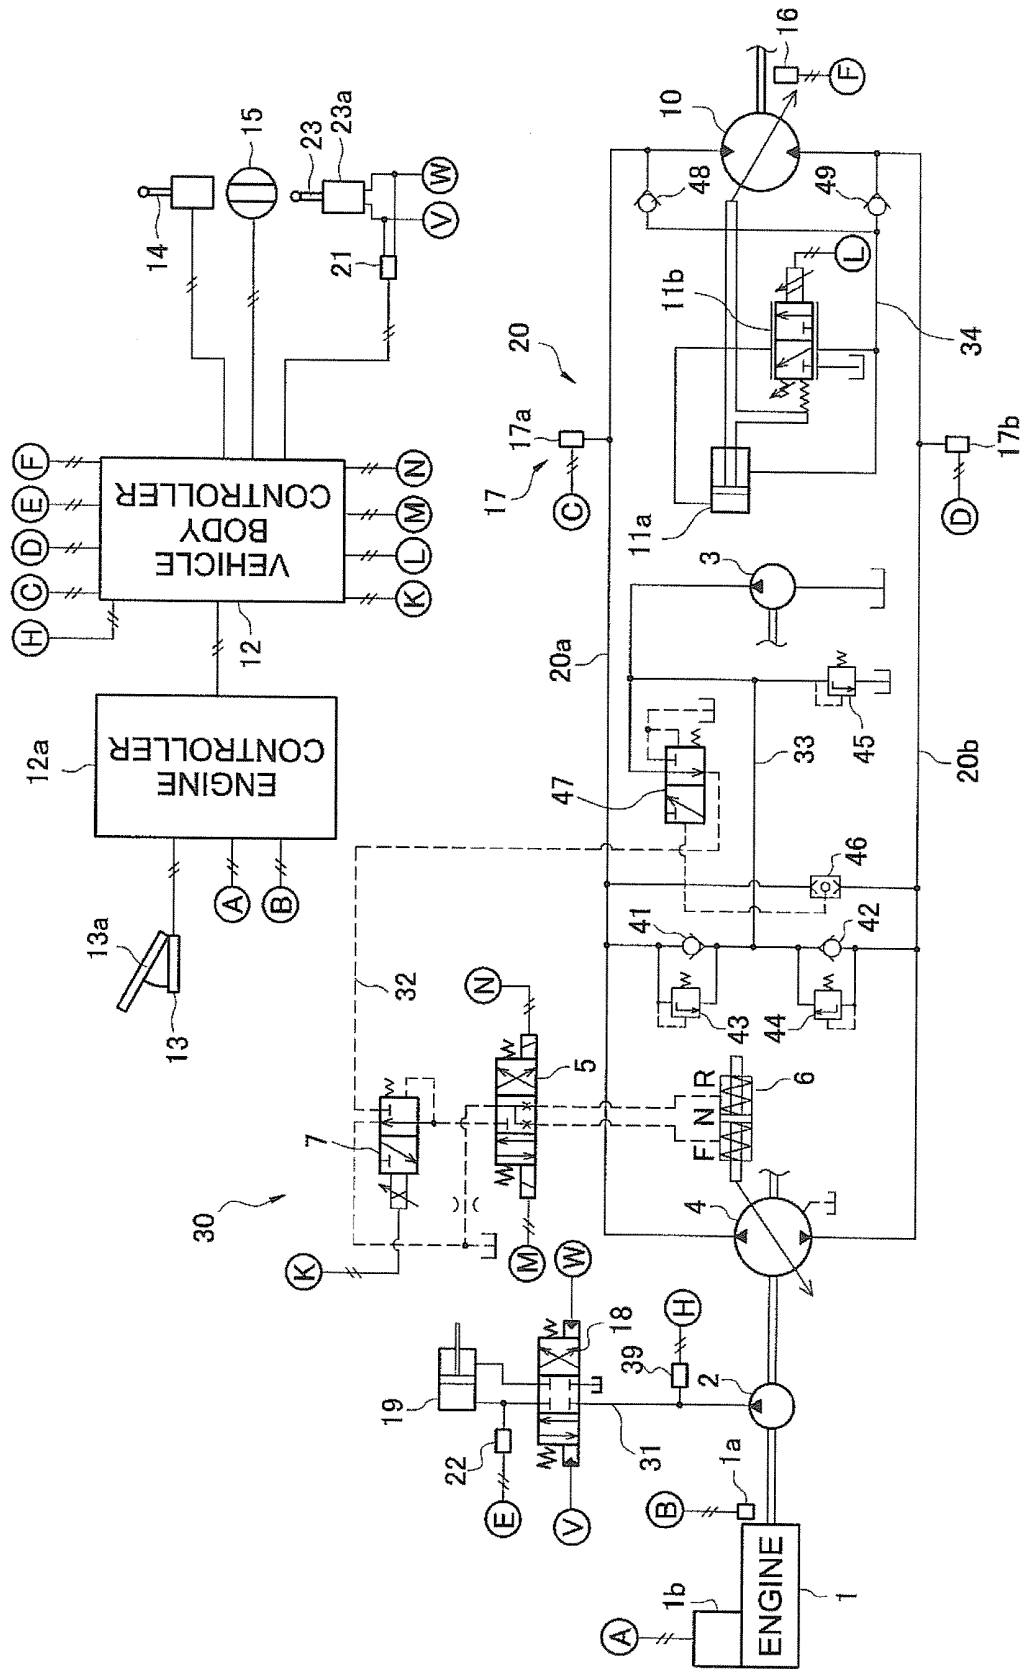 13a
13
12a
ENGINE
CONTROLLER
A
B
12
VEHICLE
BODY
CONTROLLER
H
C
D
E
F
K
L
M
N
14
15
23
23a
21
V
W
30
K
7
32
N
5
M
19
22
E
18
V
W
31
39
H
2
1a
B
A
1b
ENGINE
1
4
F N R
6
43
41
44
42
46
47
33
45
3
20a
20b
17
17a
C
20
11a
11b
L
34
48
49
10
16
F
17b
D